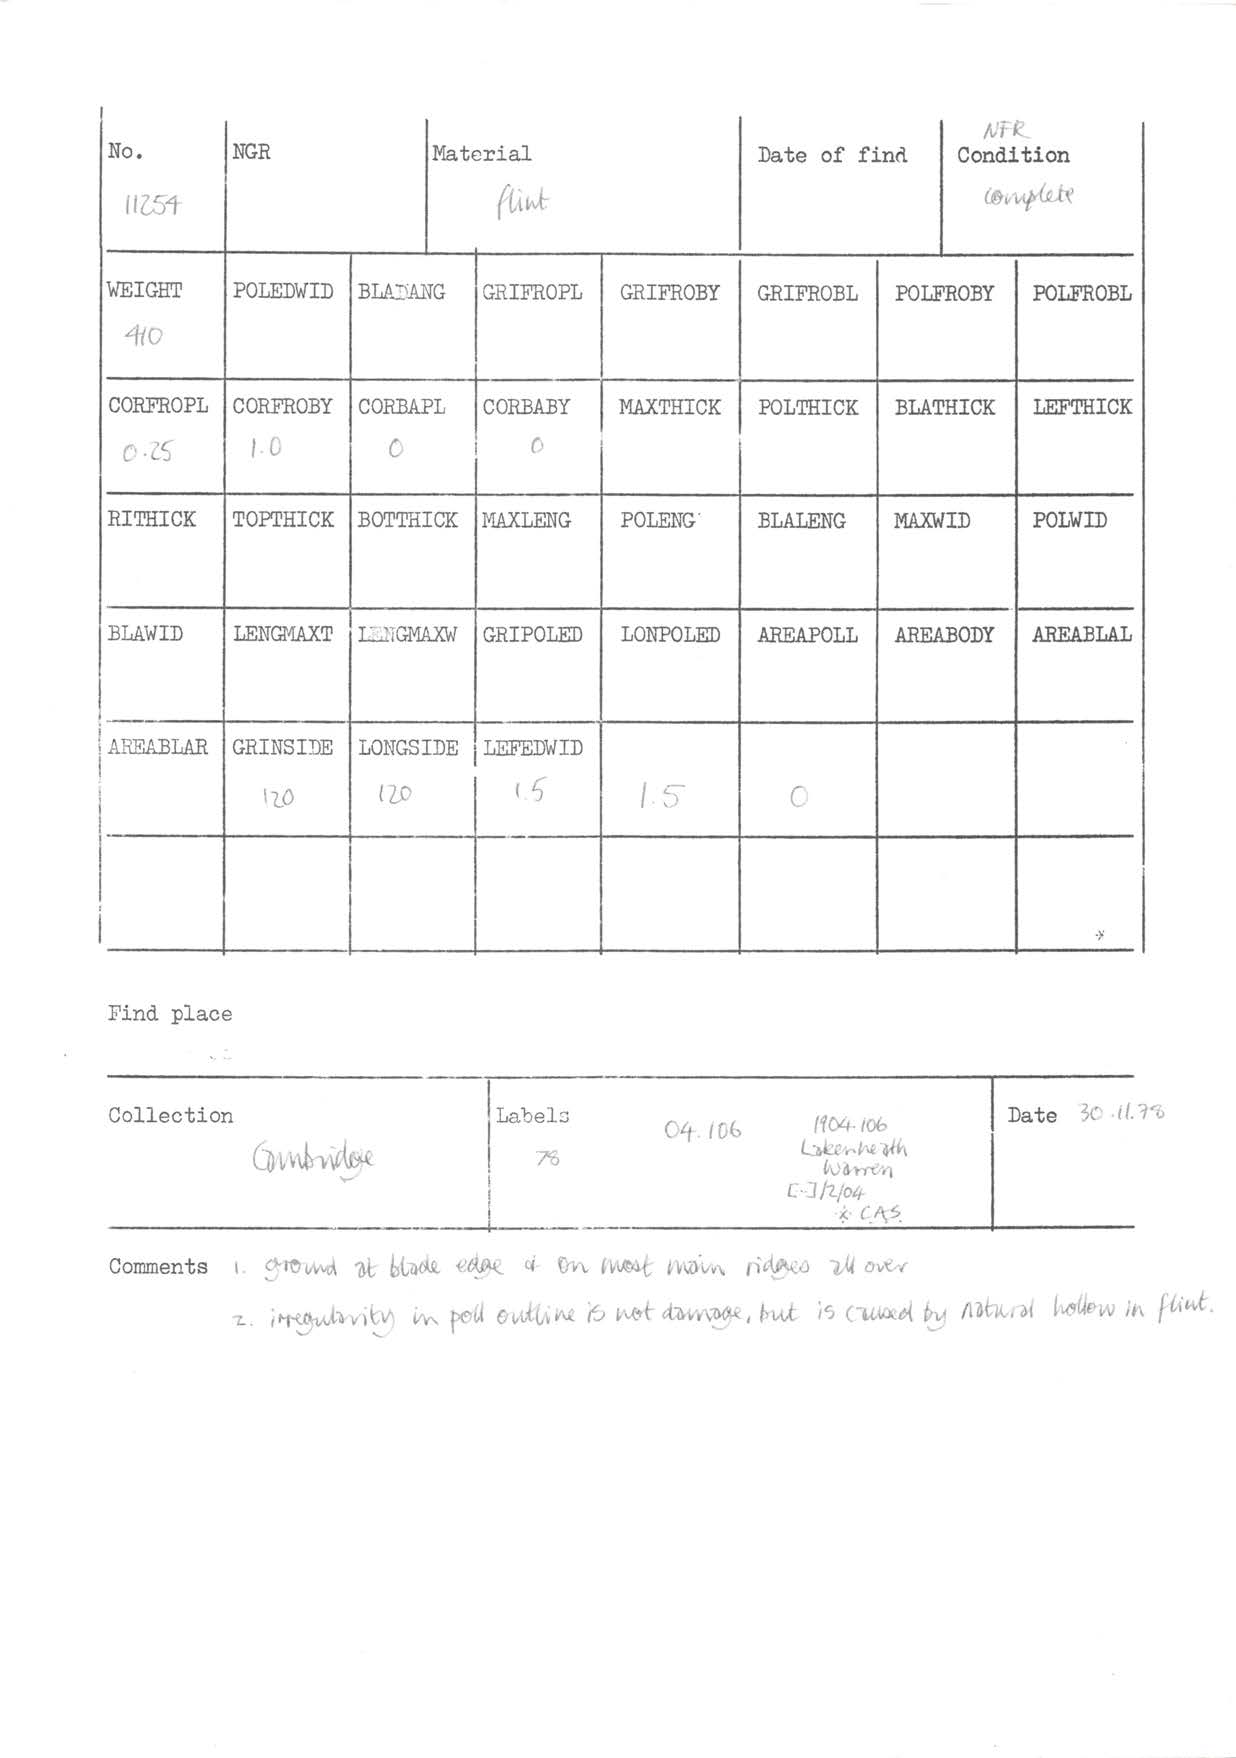 NFR
No. NGR Material Date of find Condition
11254 flint complete
WEIGHT POLEDWID BLADANG GRIFROPL GRIFROBY GRIFROBL POLFROBY POLFROBL
410
CORFROPL CORFROBY CORBAPL CORBABY MAXTHICK POLTHICK BLATHICK LEFTHICK
0.25 1.0 0 0
RITHICK TOPTHICK BOTTHICK MAXLENG POLENG BLALENG MAXWID POLWID
BLAWID LENGMAXT LENGMAXW GRIPOLED LONPOLED AREAPOLL AREABODY AREABLAL
AREABLAR GRINSIDE LONGSIDE LEFEDWID
120 120 1.5 1.5 0
Find place
Collection Labels 04.106 1904.106 Date 30.11.78
Cambridge 78 Lakenheath
Warren
[-]/2/04
* C.A.S.
Comments 1. ground at blade edge & on most main ridges all over
2. irregularity in poll outline is not damage, but is caused by natural hollow in flint.